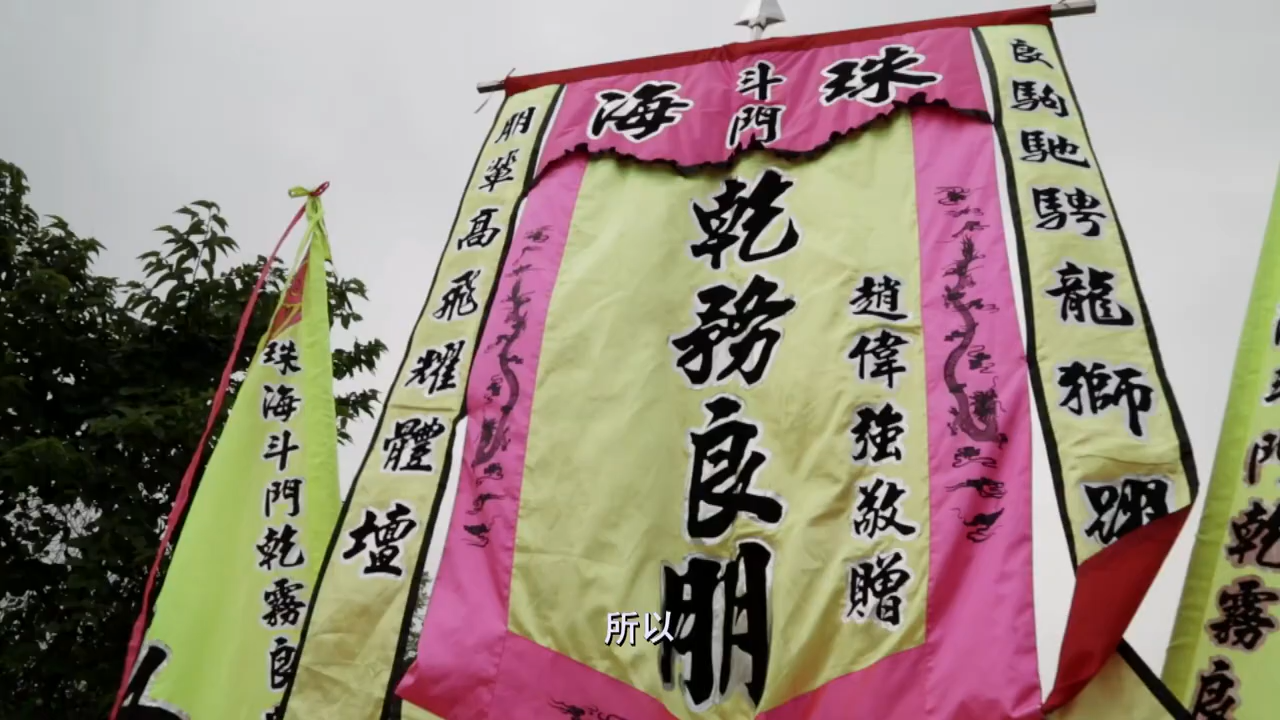 珠斗門海
良駒馳騁龍獅躍
乾務良朋
趙偉強敬贈
朋輩高飛耀體壇
珠海斗門乾霧良
門乾霧良
所以